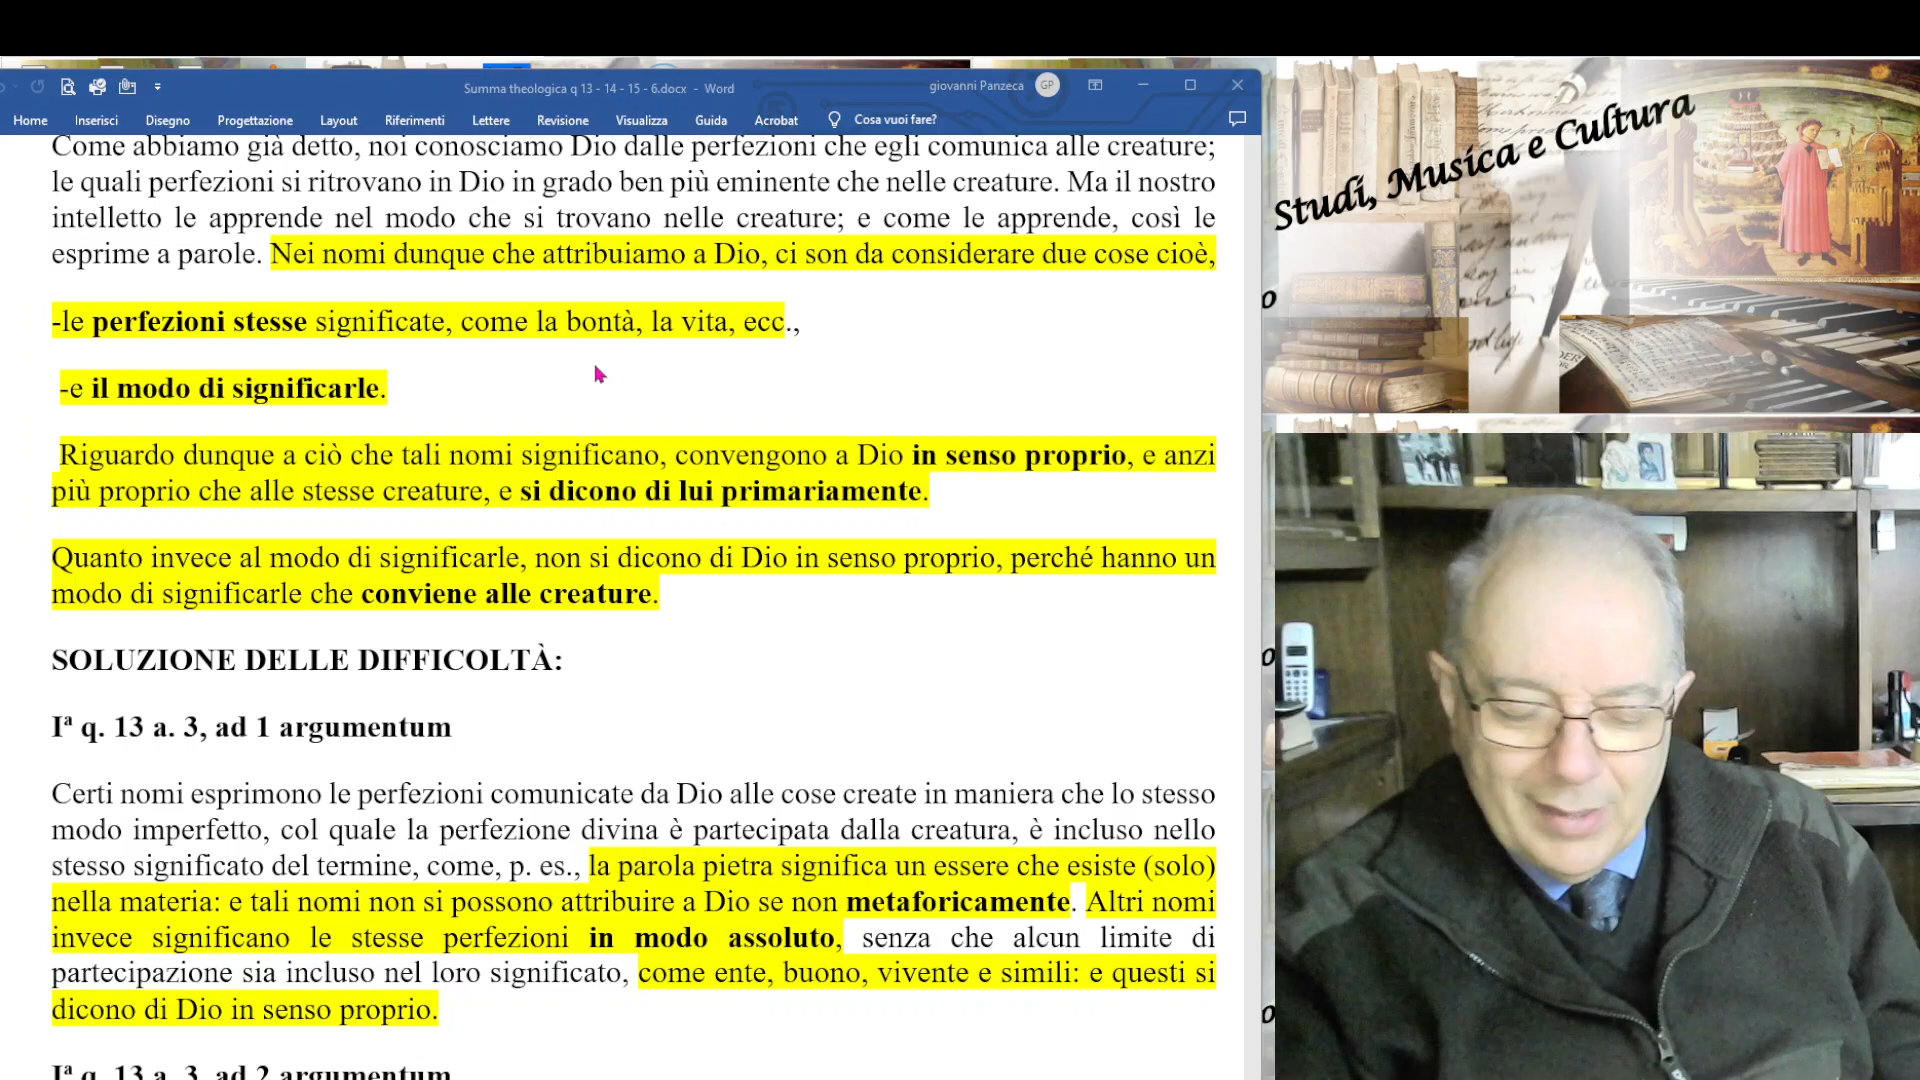 Summa theologica q 13 - 14 - 15 - 6.docx - Word
giovanni Panzeca
GP
Home Inserisci Disegno Progettazione Layout Riferimenti Lettere Revisione Visualizza Guida Acrobat Cosa vuoi fare?
Come abbiamo già detto, noi conosciamo Dio dalle perfezioni che egli comunica alle creature;
le quali perfezioni si ritrovano in Dio in grado ben più eminente che nelle creature. Ma il nostro
intelletto le apprende nel modo che si trovano nelle creature; e come le apprende, così le
esprime a parole. Nei nomi dunque che attribuiamo a Dio, ci son da considerare due cose cioè,
-le perfezioni stesse significate, come la bontà, la vita, ecc.,
-e il modo di significarle.
Riguardo dunque a ciò che tali nomi significano, convengono a Dio in senso proprio, e anzi
più proprio che alle stesse creature, e si dicono di lui primariamente.
Quanto invece al modo di significarle, non si dicono di Dio in senso proprio, perché hanno un
modo di significarle che conviene alle creature.
SOLUZIONE DELLE DIFFICOLTÀ:
Iª q. 13 a. 3, ad 1 argumentum
Certi nomi esprimono le perfezioni comunicate da Dio alle cose create in maniera che lo stesso
modo imperfetto, col quale la perfezione divina è partecipata dalla creatura, è incluso nello
stesso significato del termine, come, p. es., la parola pietra significa un essere che esiste (solo)
nella materia: e tali nomi non si possono attribuire a Dio se non metaforicamente. Altri nomi
invece significano le stesse perfezioni in modo assoluto, senza che alcun limite di
partecipazione sia incluso nel loro significato, come ente, buono, vivente e simili: e questi si
dicono di Dio in senso proprio.
Iª q. 13 a. 3, ad 2 argumentum
Studi, Musica e Cultura